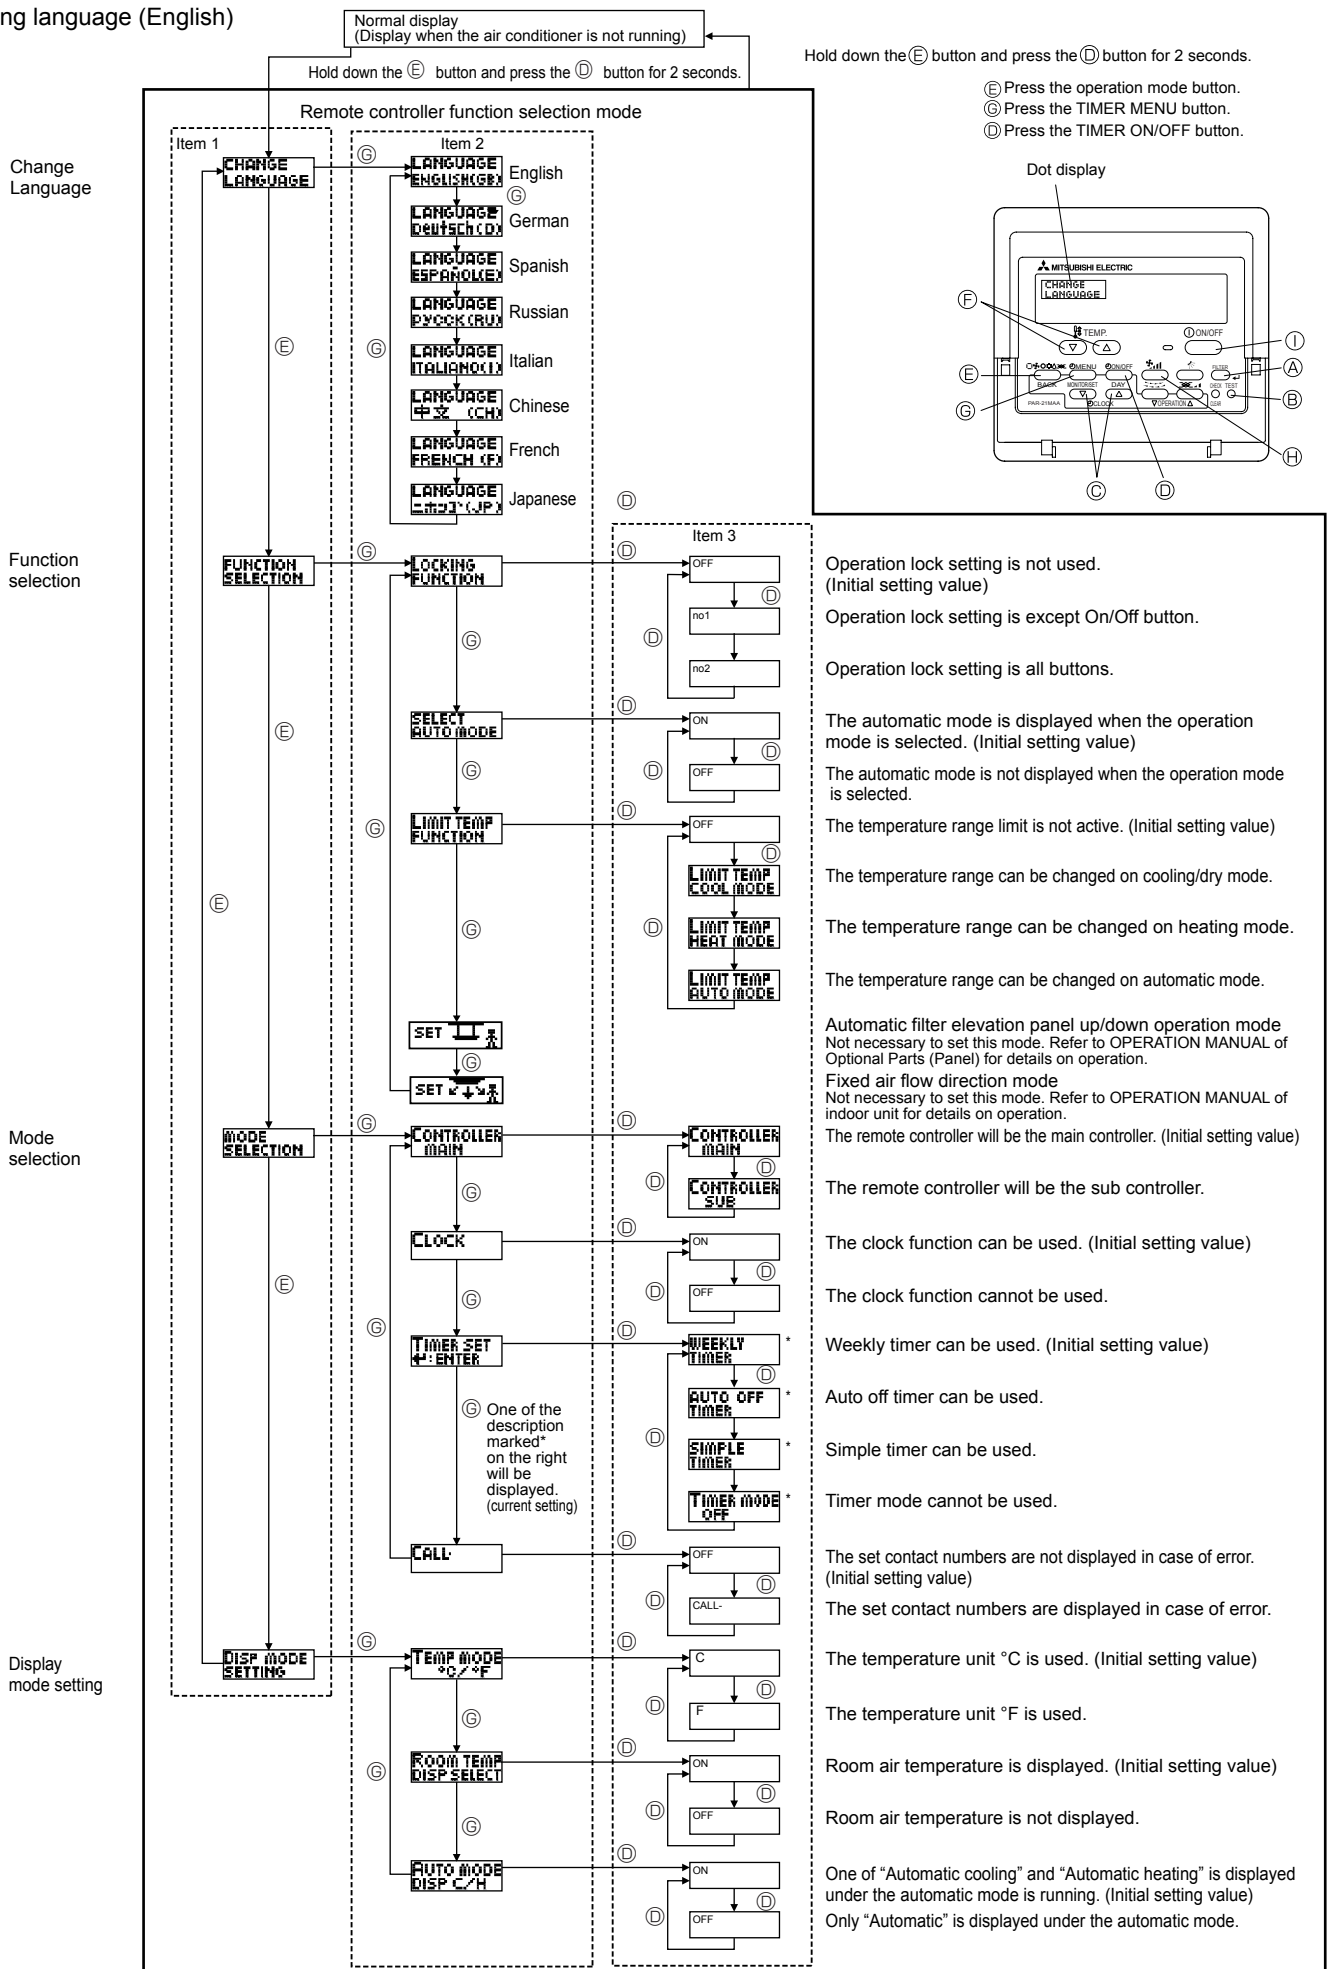 ng language (English)
Normal display
(Display when the air conditioner is not running)
Hold down the Ⓔ button and press the Ⓓ button for 2 seconds.
Hold down the Ⓔ button and press the Ⓓ button for 2 seconds.
Ⓔ Press the operation mode button.
Ⓖ Press the TIMER MENU button.
Ⓓ Press the TIMER ON/OFF button.
Dot display
MITSUBISHI ELECTRIC
CHANGE
LANGUAGE
TEMP.
ON/OFF
MENU
ON/OFF
FILTER
BACK
MONITOR/SET
DAY
CHECK TEST
PAR-21MAA
CLOCK
OPERATION
CLEAR
Ⓕ
Ⓔ
Ⓖ
Ⓘ
Ⓐ
Ⓑ
Ⓗ
Ⓒ
Ⓓ
Remote controller function selection mode
Item 1
Item 2
Item 3
Change
Language
CHANGE
LANGUAGE
Ⓖ
LANGUAGE
ENGLISH(GB)
English
Ⓖ
LANGUAGE
Deutsch(D)
German
LANGUAGE
ESPAÑOL(E)
Spanish
LANGUAGE
РУССК(RU)
Russian
Ⓔ
Ⓖ
LANGUAGE
ITALIANO(I)
Italian
LANGUAGE
中文 (CH)
Chinese
LANGUAGE
FRENCH (F)
French
LANGUAGE
ニホンゴ(JP)
Japanese
Ⓓ
Function
selection
FUNCTION
SELECTION
Ⓖ
LOCKING
FUNCTION
Ⓓ
OFF
Operation lock setting is not used.
(Initial setting value)
Ⓓ
no1
Operation lock setting is except On/Off button.
Ⓖ
Ⓓ
no2
Operation lock setting is all buttons.
Ⓔ
SELECT
AUTO MODE
Ⓓ
ON
The automatic mode is displayed when the operation
mode is selected. (Initial setting value)
Ⓖ
Ⓓ
Ⓓ
OFF
The automatic mode is not displayed when the operation mode
is selected.
Ⓖ
LIMIT TEMP
FUNCTION
Ⓓ
OFF
The temperature range limit is not active. (Initial setting value)
Ⓓ
LIMIT TEMP
COOL MODE
The temperature range can be changed on cooling/dry mode.
Ⓔ
Ⓖ
Ⓓ
LIMIT TEMP
HEAT MODE
The temperature range can be changed on heating mode.
LIMIT TEMP
AUTO MODE
The temperature range can be changed on automatic mode.
SET
Automatic filter elevation panel up/down operation mode
Not necessary to set this mode. Refer to OPERATION MANUAL of
Optional Parts (Panel) for details on operation.
Ⓖ
SET
Fixed air flow direction mode
Not necessary to set this mode. Refer to OPERATION MANUAL of
indoor unit for details on operation.
Mode
selection
MODE
SELECTION
Ⓖ
CONTROLLER
MAIN
Ⓓ
CONTROLLER
MAIN
The remote controller will be the main controller. (Initial setting value)
Ⓓ
Ⓖ
Ⓓ
CONTROLLER
SUB
The remote controller will be the sub controller.
CLOCK
Ⓓ
ON
The clock function can be used. (Initial setting value)
Ⓔ
Ⓖ
Ⓓ
Ⓓ
OFF
The clock function cannot be used.
Ⓖ
TIMER SET
↵:ENTER
Ⓓ
WEEKLY
TIMER
*
Weekly timer can be used. (Initial setting value)
Ⓓ
Ⓖ One of the
description
marked*
on the right
will be
displayed.
(current setting)
AUTO OFF
TIMER
*
Auto off timer can be used.
Ⓓ
SIMPLE
TIMER
*
Simple timer can be used.
TIMER MODE
OFF
*
Timer mode cannot be used.
CALL-
Ⓓ
OFF
The set contact numbers are not displayed in case of error.
(Initial setting value)
Ⓓ
Ⓓ
CALL-
The set contact numbers are displayed in case of error.
Display
mode setting
DISP MODE
SETTING
Ⓖ
TEMP MODE
°C/°F
Ⓓ
C
The temperature unit °C is used. (Initial setting value)
Ⓓ
Ⓖ
Ⓓ
F
The temperature unit °F is used.
Ⓖ
ROOM TEMP
DISP SELECT
Ⓓ
ON
Room air temperature is displayed. (Initial setting value)
Ⓓ
Ⓖ
Ⓓ
OFF
Room air temperature is not displayed.
AUTO MODE
DISP C/H
Ⓓ
ON
One of “Automatic cooling” and “Automatic heating” is displayed
under the automatic mode is running. (Initial setting value)
Ⓓ
Ⓓ
OFF
Only “Automatic” is displayed under the automatic mode.